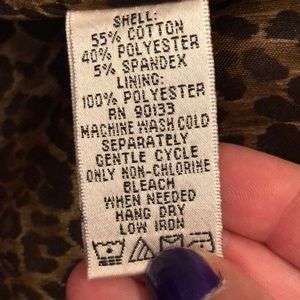 SHELL:
55% COTTON
40% POLYESTER
5% SPANDEX
LINING:
100% POLYESTER
RN 90133
MACHINE WASH COLD
SEPARATELY
GENTLE CYCLE
ONLY NON-CHLORINE
BLEACH
WHEN NEEDED
HANG DRY
LOW IRON